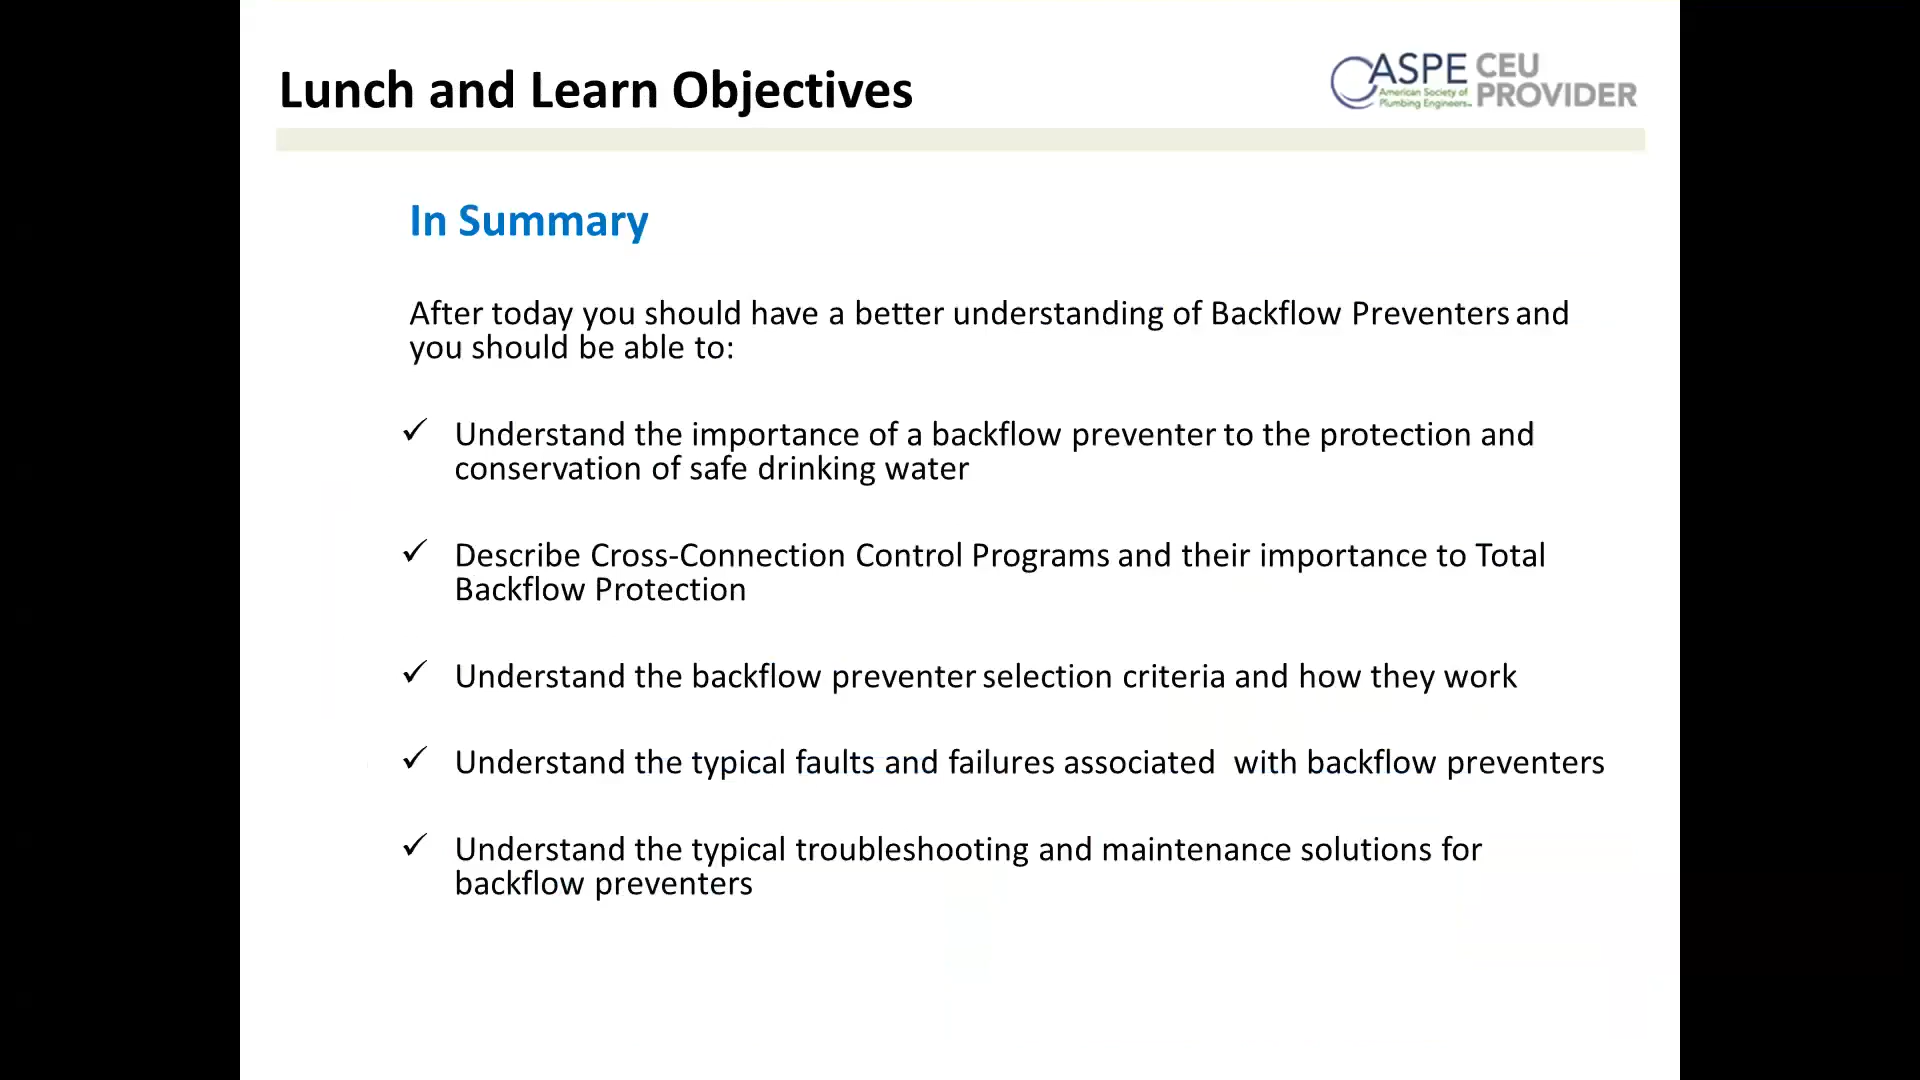 Lunch and Learn Objectives
ASPE CEU
American Society of
Plumbing Engineers PROVIDER
In Summary
After today you should have a better understanding of Backflow Preventers and
you should be able to:
✓ Understand the importance of a backflow preventer to the protection and
conservation of safe drinking water
✓ Describe Cross-Connection Control Programs and their importance to Total
Backflow Protection
✓ Understand the backflow preventer selection criteria and how they work
✓ Understand the typical faults and failures associated  with backflow preventers
✓ Understand the typical troubleshooting and maintenance solutions for
backflow preventers